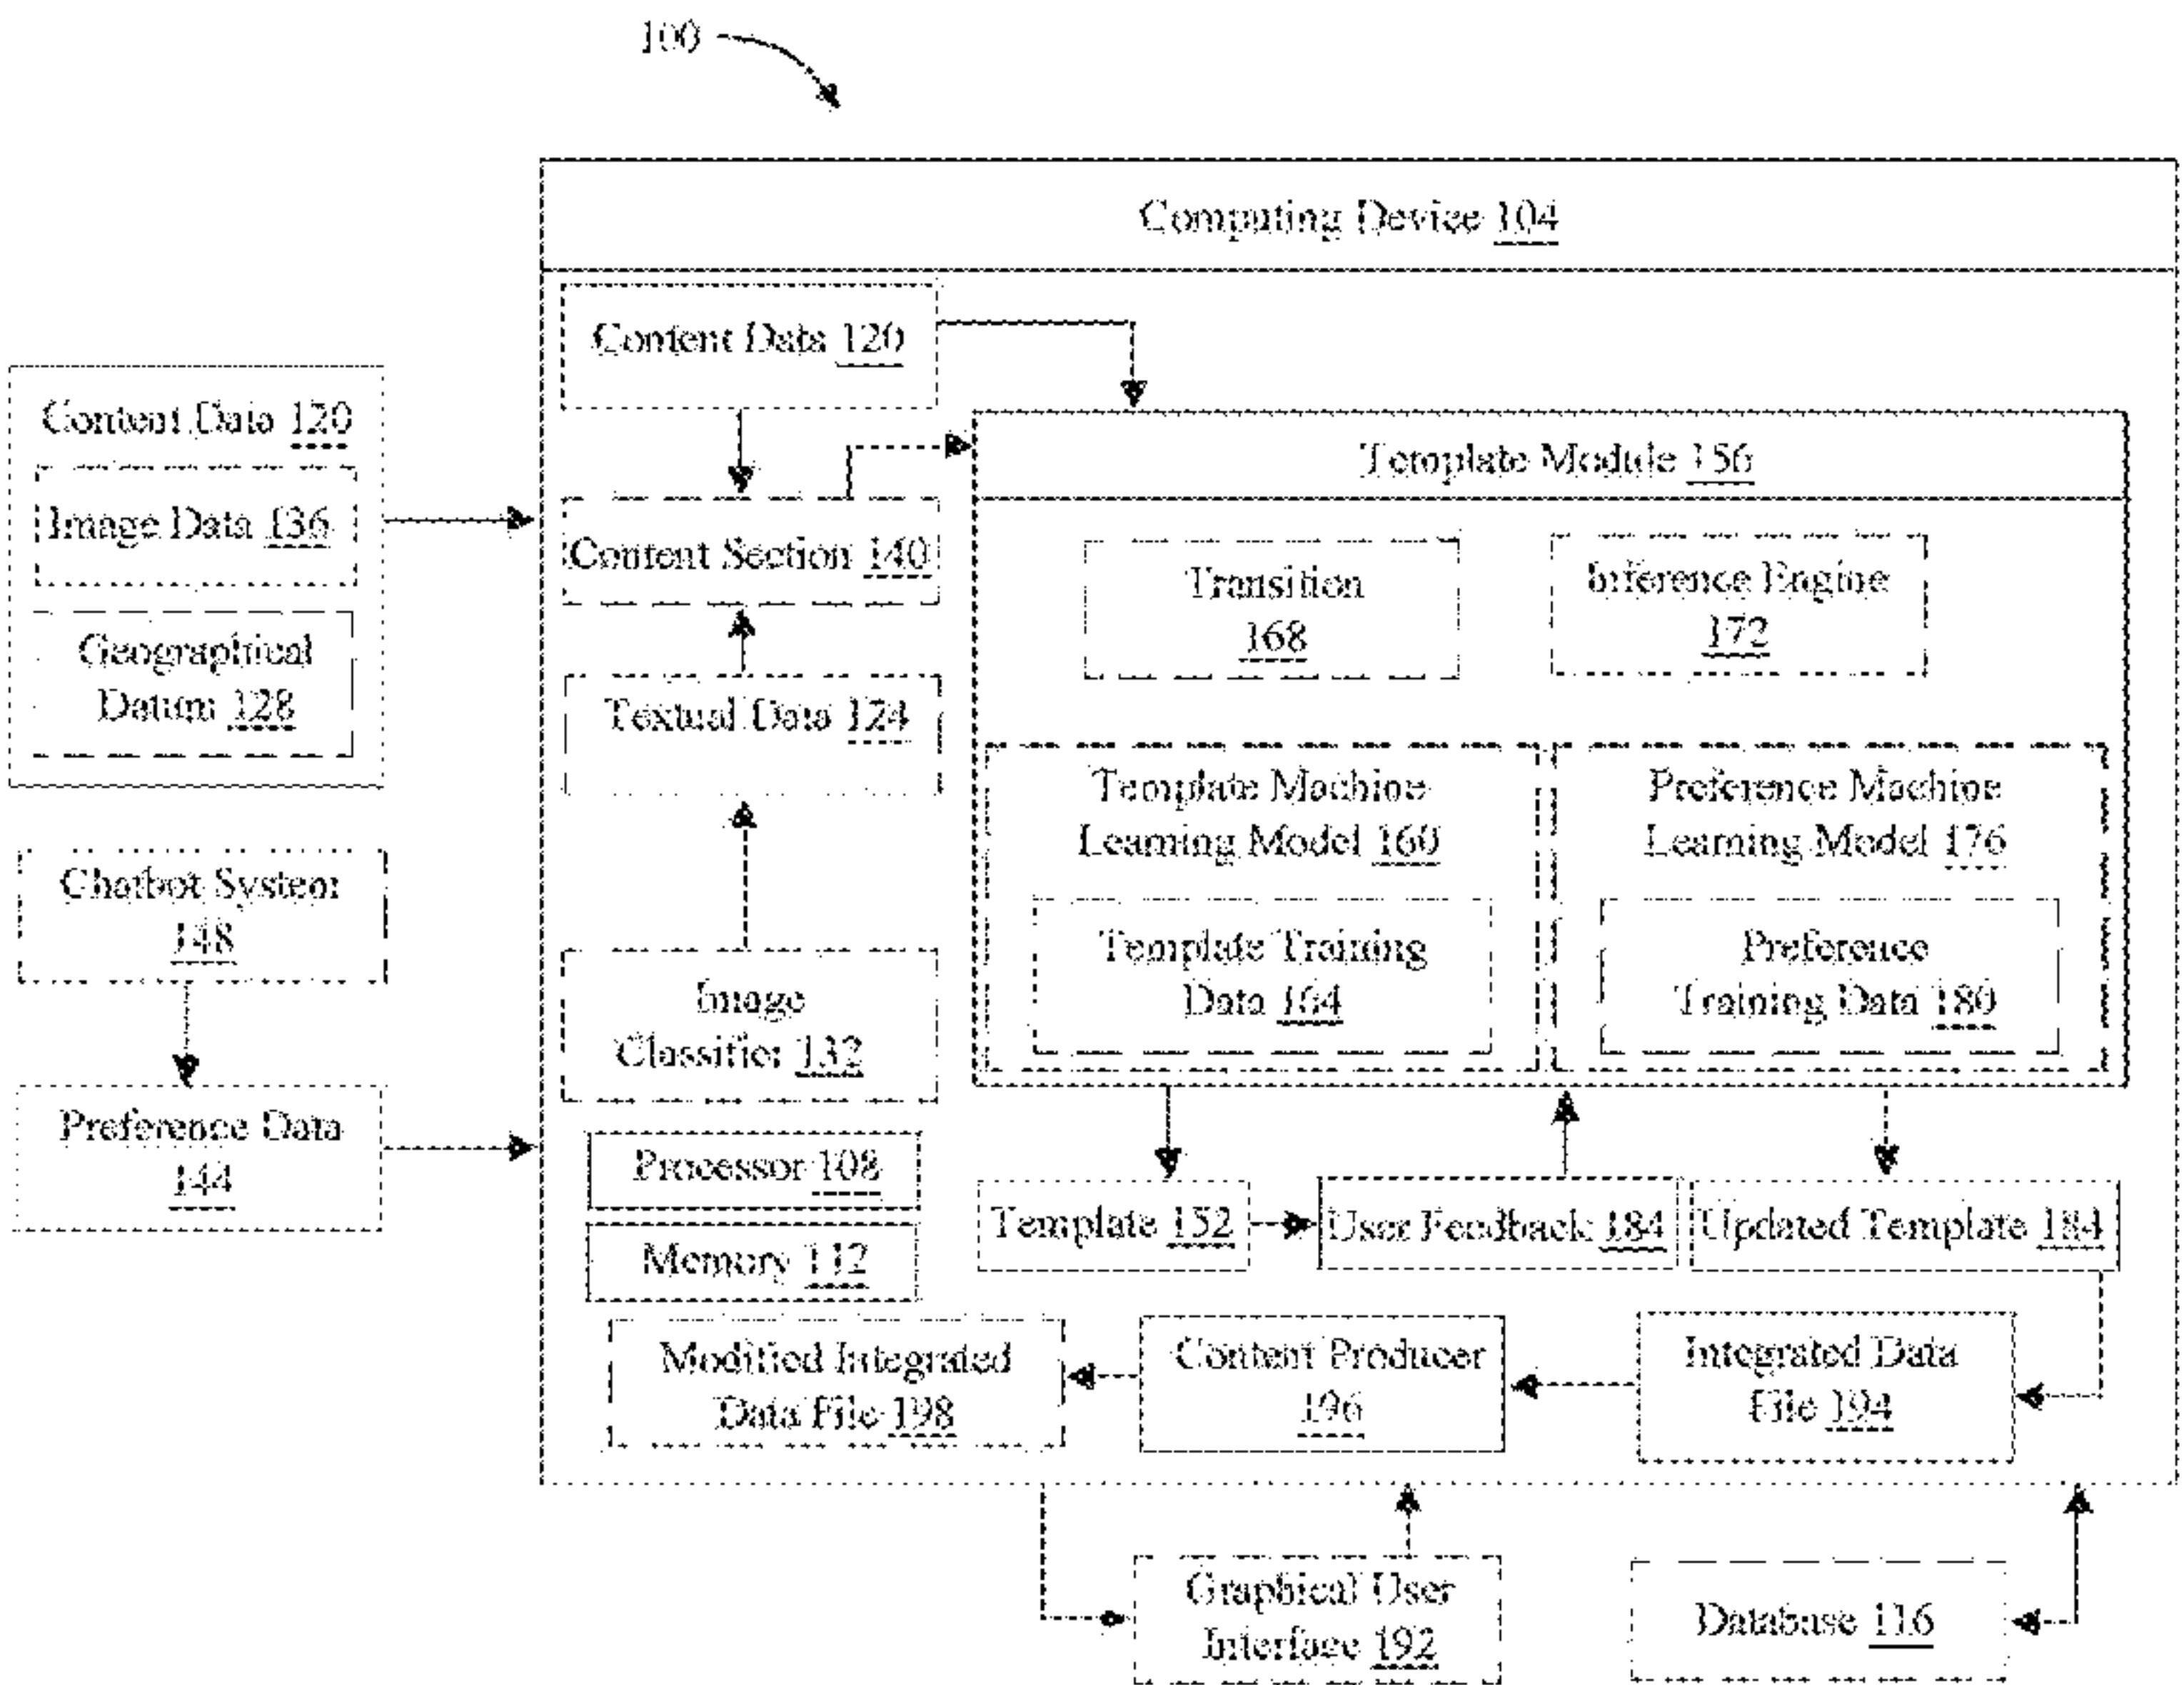 100
Computing Device 104
Content Data 120
Image Data 136
Geographical
Datum 128
Chatbot System
148
Preference Data
144
Content Data 120
Content Section 140
Textual Data 124
Image
Classifier 132
Processor 108
Memory 112
Template Module 156
Transition
168
Inference Engine
172
Template Machine
Learning Model 160
Template Training
Data 164
Preference Machine
Learning Model 176
Preference
Training Data 180
Template 152
User Feedback 184
Updated Template 184
Modified Integrated
Data File 198
Content Producer
196
Integrated Data
File 194
Graphical User
Interface 192
Database 116